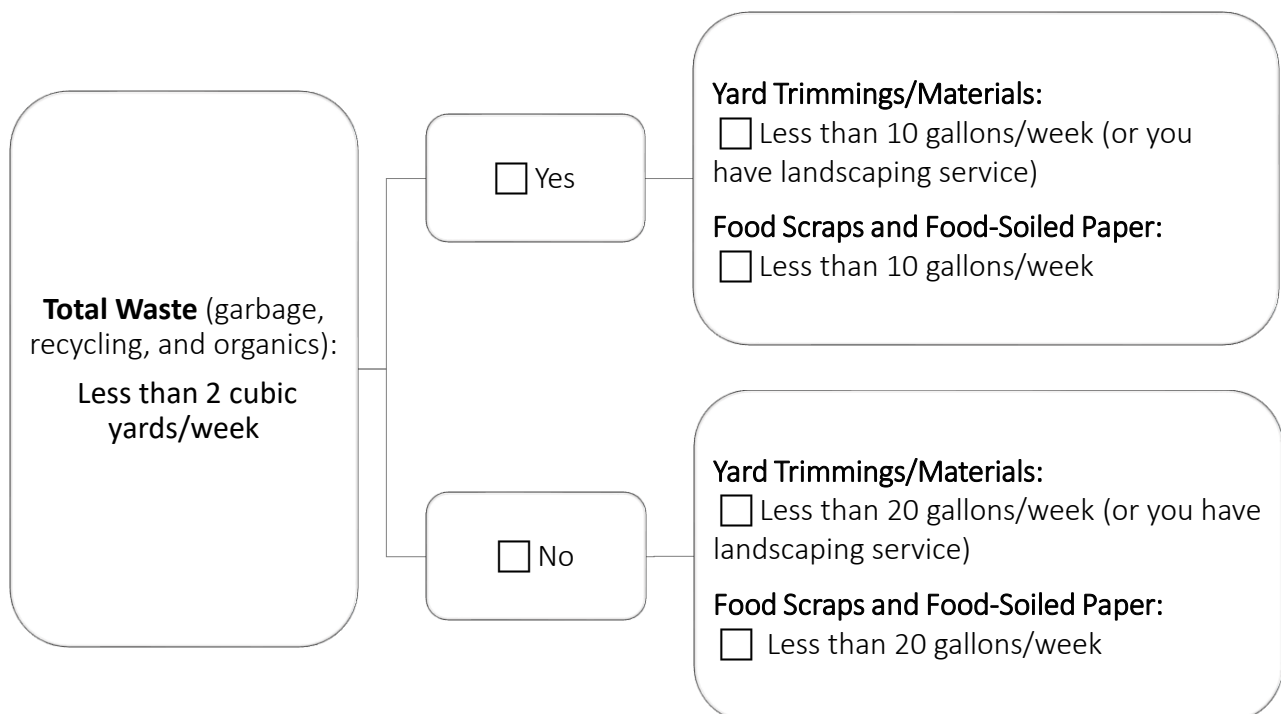 Total Waste (garbage,
recycling, and organics):
Less than 2 cubic
yards/week
☐ Yes
Yard Trimmings/Materials:
☐ Less than 10 gallons/week (or you
have landscaping service)
Food Scraps and Food-Soiled Paper:
☐ Less than 10 gallons/week
☐ No
Yard Trimmings/Materials:
☐ Less than 20 gallons/week (or you have
landscaping service)
Food Scraps and Food-Soiled Paper:
☐ Less than 20 gallons/week